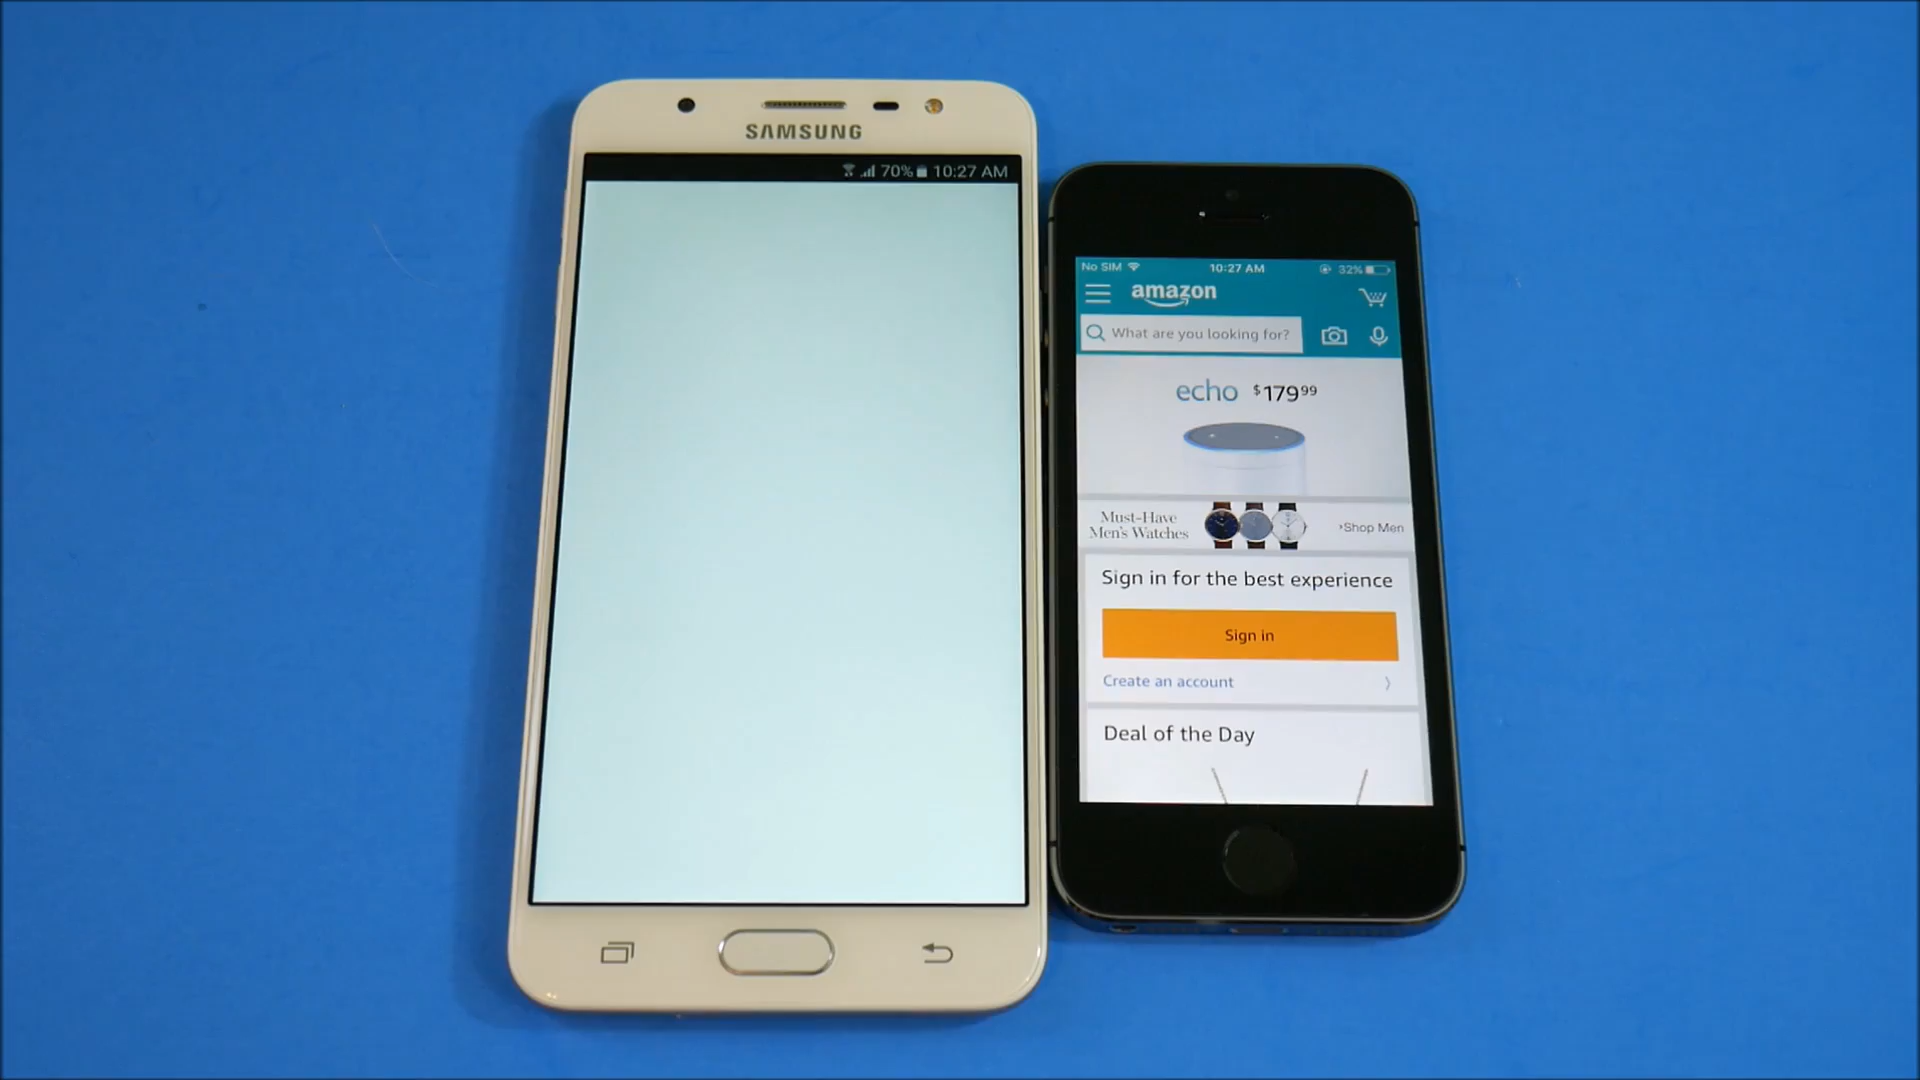 SAMSUNG
70% 10:27 AM
No SIM 10:27 AM 32%
amazon
What are you looking for?
echo $179.99
Must-Have
Men's Watches
›Shop Men
Sign in for the best experience
Sign in
Create an account
Deal of the Day